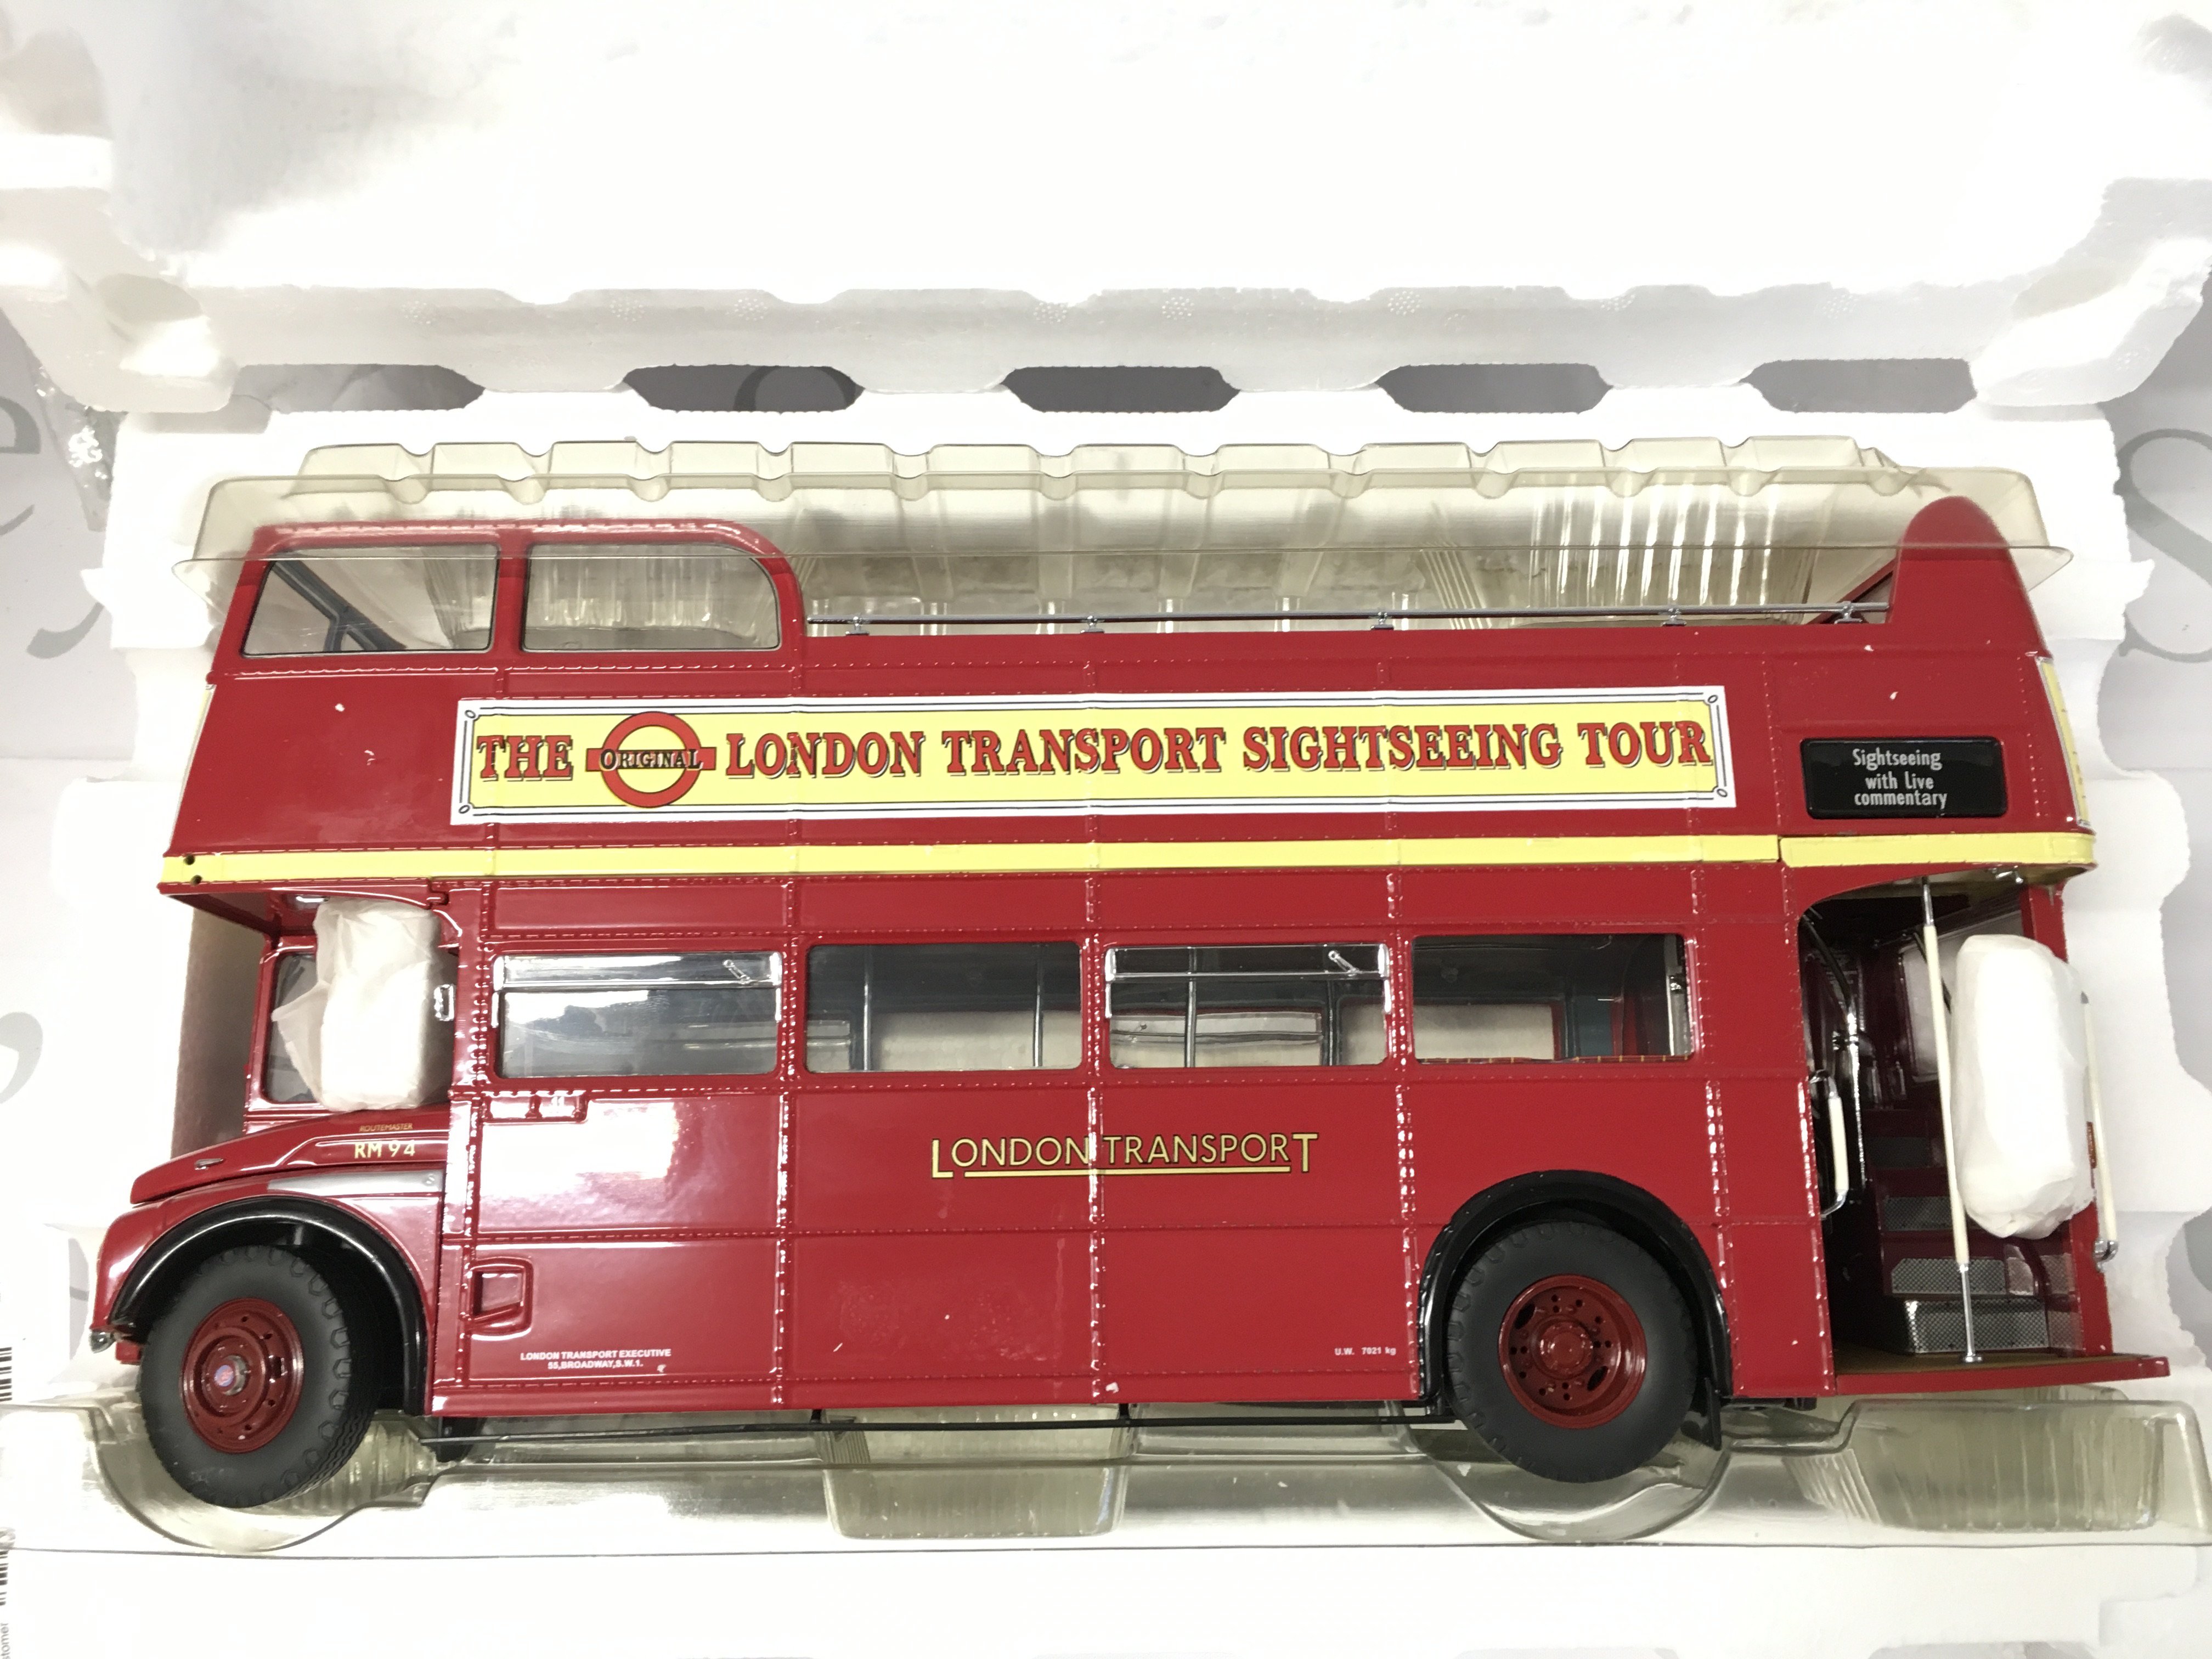 THE ORIGINAL LONDON TRANSPORT SIGHTSEEING TOUR
Sightseeing
with Live
commentary
ROUTEMASTER
RM 94
LONDON TRANSPORT
LONDON TRANSPORT EXECUTIVE
55,BROADWAY,S.W.1.
U.W. 7021 kg